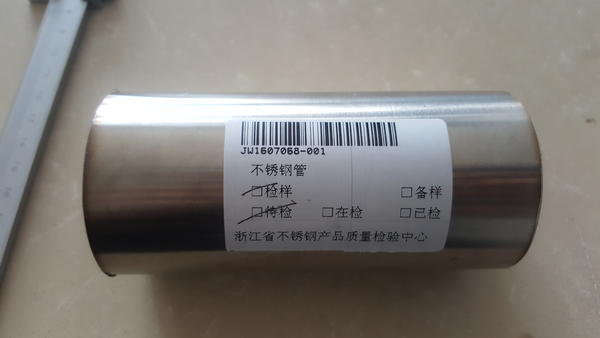 JW1607068-001
不锈钢管
□检样 □备样
□待检 □在检 □已检
浙江省不锈钢产品质量检验中心